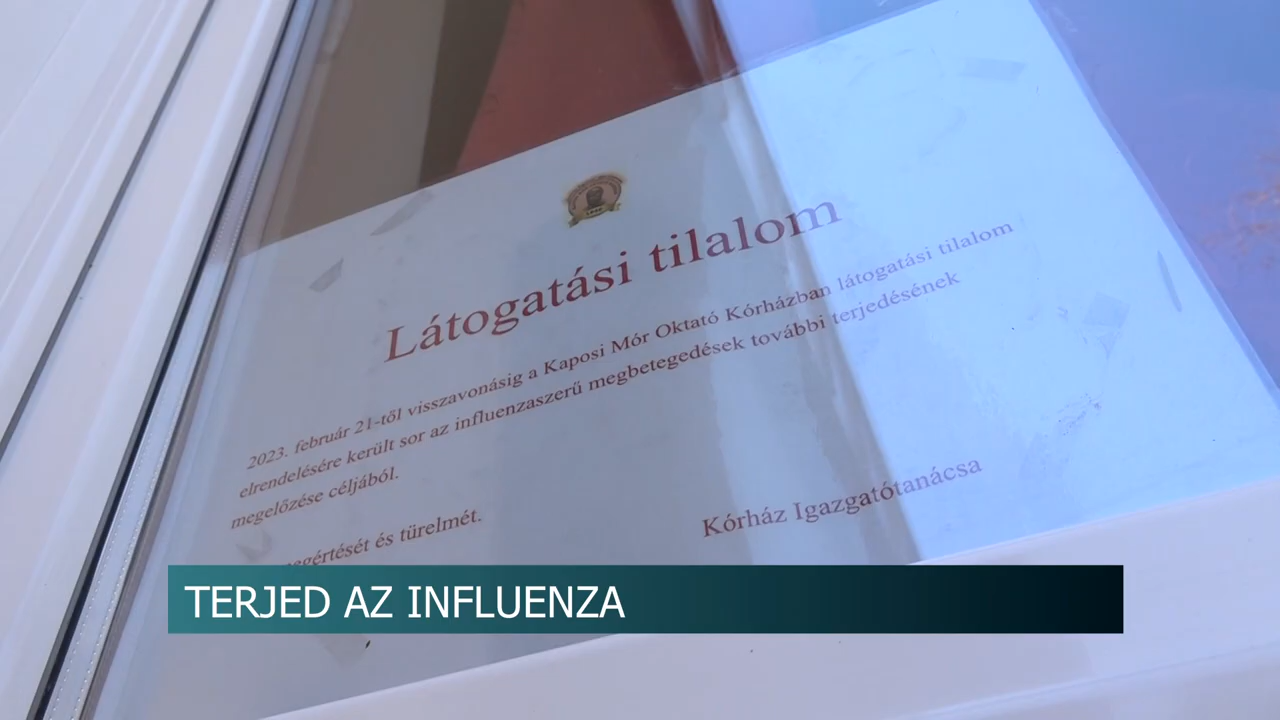 Látogatási tilalom
2023. február 21-től visszavonásig a Kaposi Mór Oktató Kórházban látogatási tilalom
elrendelésére került sor az influenzaszerű megbetegedések további terjedésének
megelőzése céljából.
és türelmét.
Kórház Igazgatótanácsa
TERJED AZ INFLUENZA